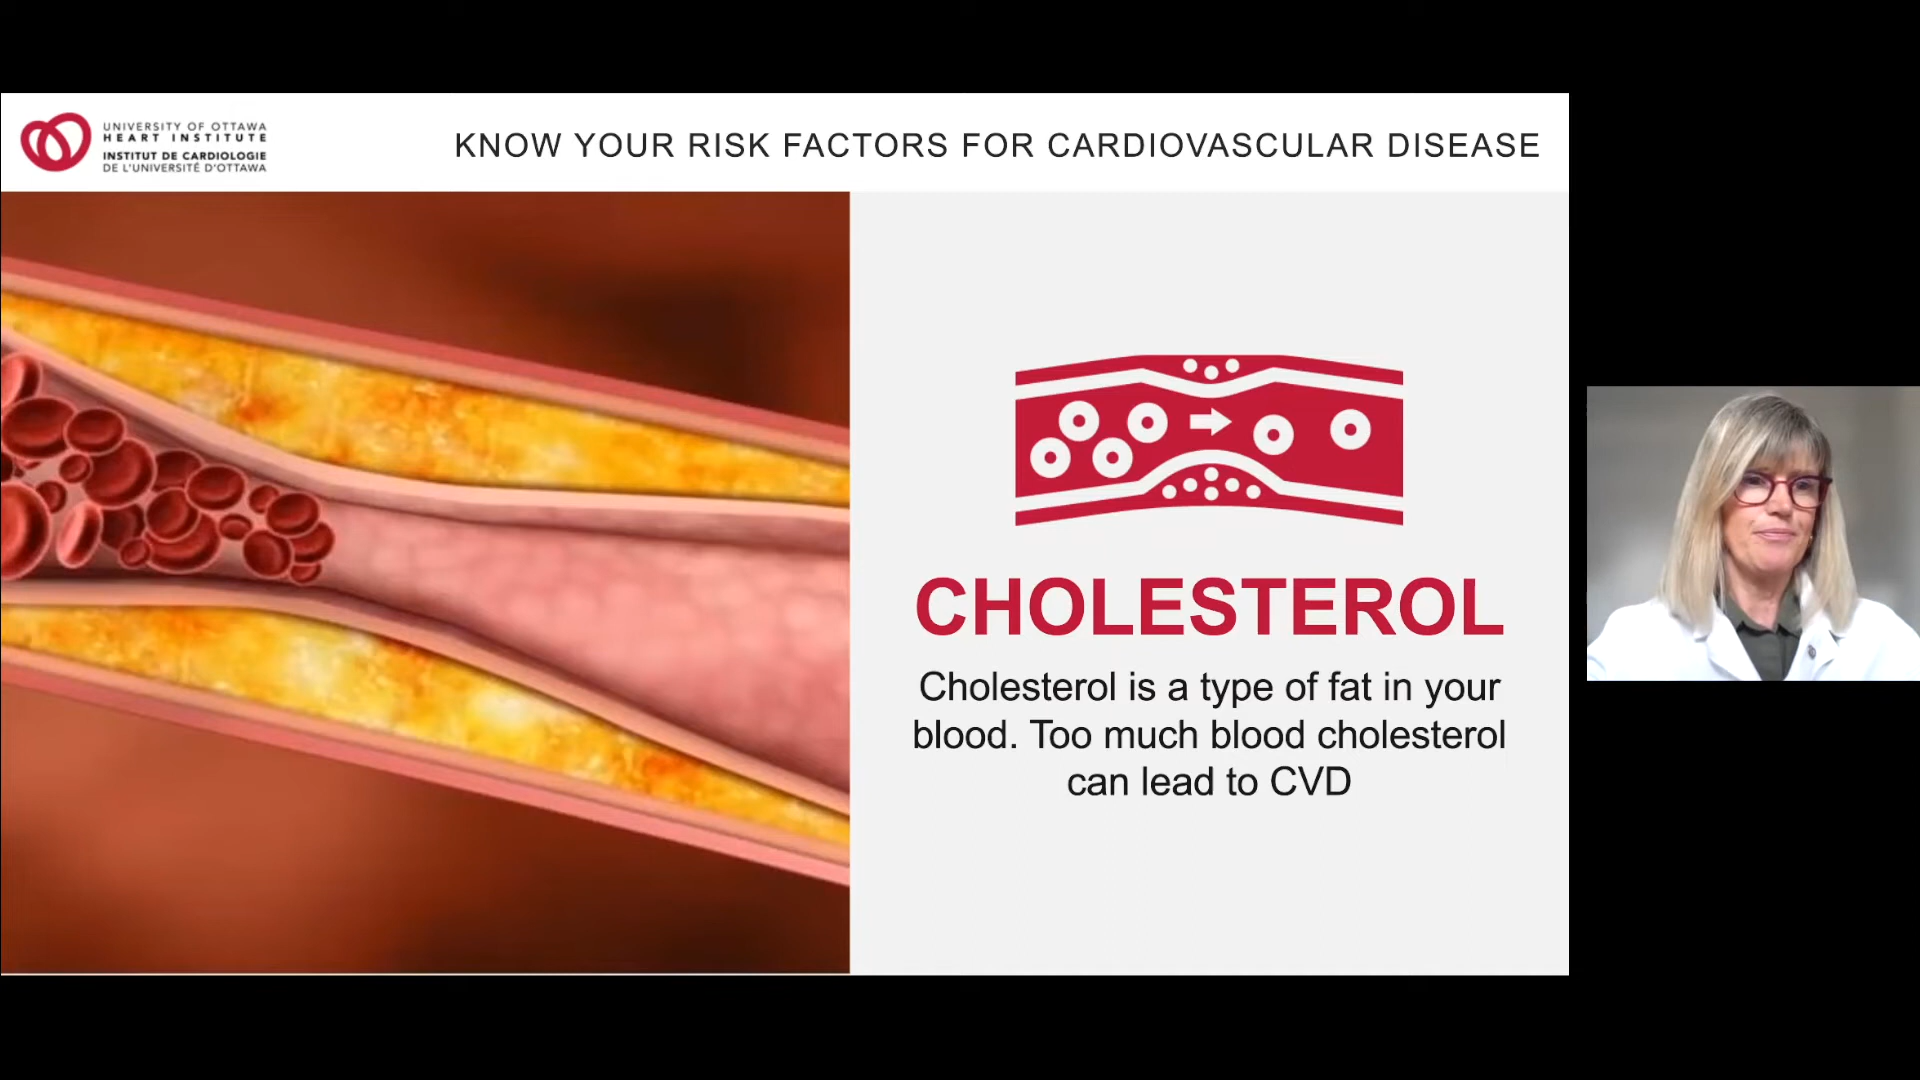 UNIVERSITY OF OTTAWA
HEART INSTITUTE
INSTITUT DE CARDIOLOGIE
DE L'UNIVERSITÉ D'OTTAWA
KNOW YOUR RISK FACTORS FOR CARDIOVASCULAR DISEASE
CHOLESTEROL
Cholesterol is a type of fat in your
blood. Too much blood cholesterol
can lead to CVD